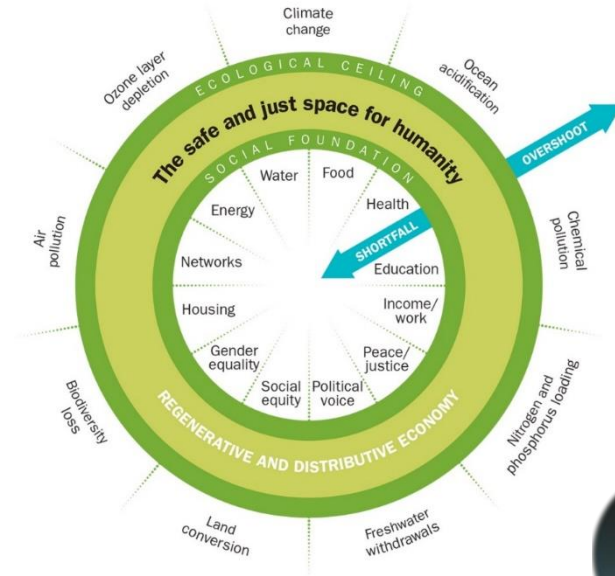 Climate
change
Ocean
acidification
Chemical
pollution
Nitrogen and
phosphorus loading
Freshwater
withdrawals
Land
conversion
Biodiversity
loss
Air
pollution
Ozone layer
depletion
ECOLOGICAL CEILING
The safe and just space for humanity
SOCIAL FOUNDATION
OVERSHOOT
SHORTFALL
Water
Food
Health
Education
Income/
work
Peace/
justice
Political
voice
Social
equity
Gender
equality
Housing
Networks
Energy
REGENERATIVE AND DISTRIBUTIVE ECONOMY